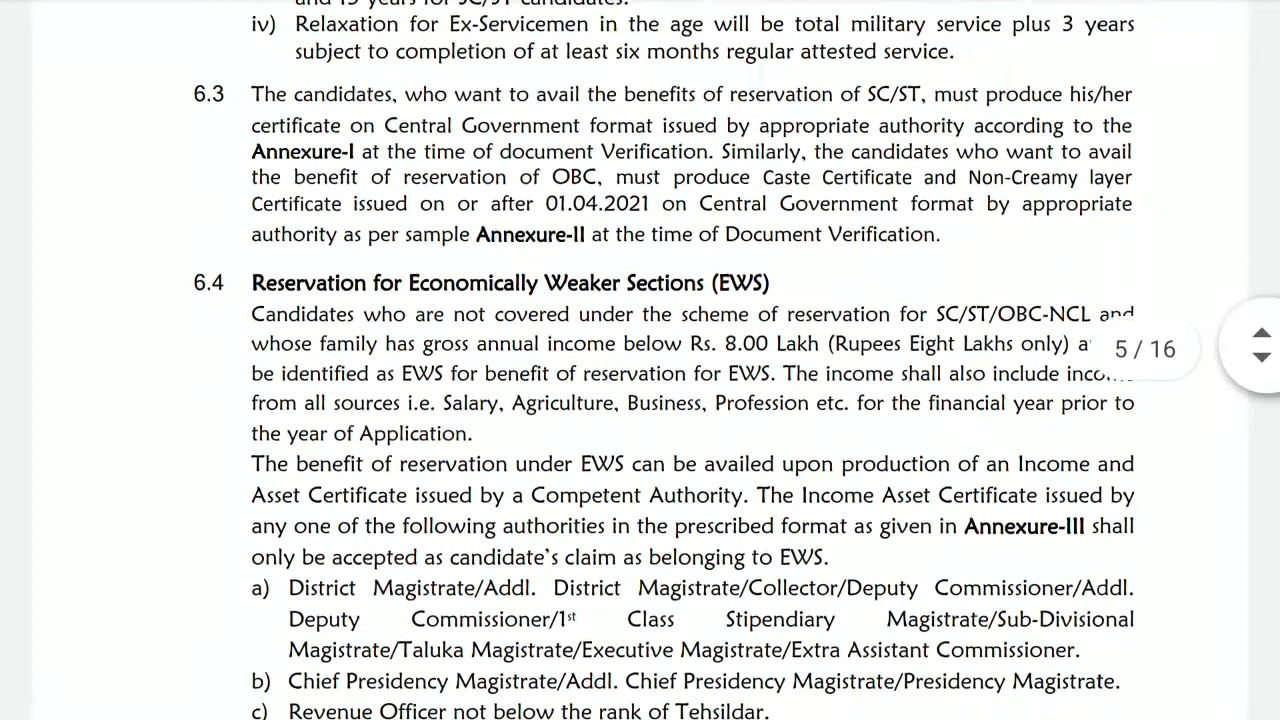 and 15 years for SC/ST candidates.
iv) Relaxation for Ex-Servicemen in the age will be total military service plus 3 years
subject to completion of at least six months regular attested service.
6.3 The candidates, who want to avail the benefits of reservation of SC/ST, must produce his/her
certificate on Central Government format issued by appropriate authority according to the
Annexure-I at the time of document Verification. Similarly, the candidates who want to avail
the benefit of reservation of OBC, must produce Caste Certificate and Non-Creamy layer
Certificate issued on or after 01.04.2021 on Central Government format by appropriate
authority as per sample Annexure-II at the time of Document Verification.
6.4 Reservation for Economically Weaker Sections (EWS)
Candidates who are not covered under the scheme of reservation for SC/ST/OBC-NCL and
whose family has gross annual income below Rs. 8.00 Lakh (Rupees Eight Lakhs only)
5 / 16
be identified as EWS for benefit of reservation for EWS. The income shall also include
from all sources i.e. Salary, Agriculture, Business, Profession etc. for the financial year prior to
the year of Application.
The benefit of reservation under EWS can be availed upon production of an Income and
Asset Certificate issued by a Competent Authority. The Income Asset Certificate issued by
any one of the following authorities in the prescribed format as given in Annexure-III shall
only be accepted as candidate's claim as belonging to EWS.
a) District Magistrate/Addl. District Magistrate/Collector/Deputy Commissioner/Addl.
Deputy Commissioner/1st Class Stipendiary Magistrate/Sub-Divisional
Magistrate/Taluka Magistrate/Executive Magistrate/Extra Assistant Commissioner.
b) Chief Presidency Magistrate/Addl. Chief Presidency Magistrate/Presidency Magistrate.
c) Revenue Officer not below the rank of Tehsildar.